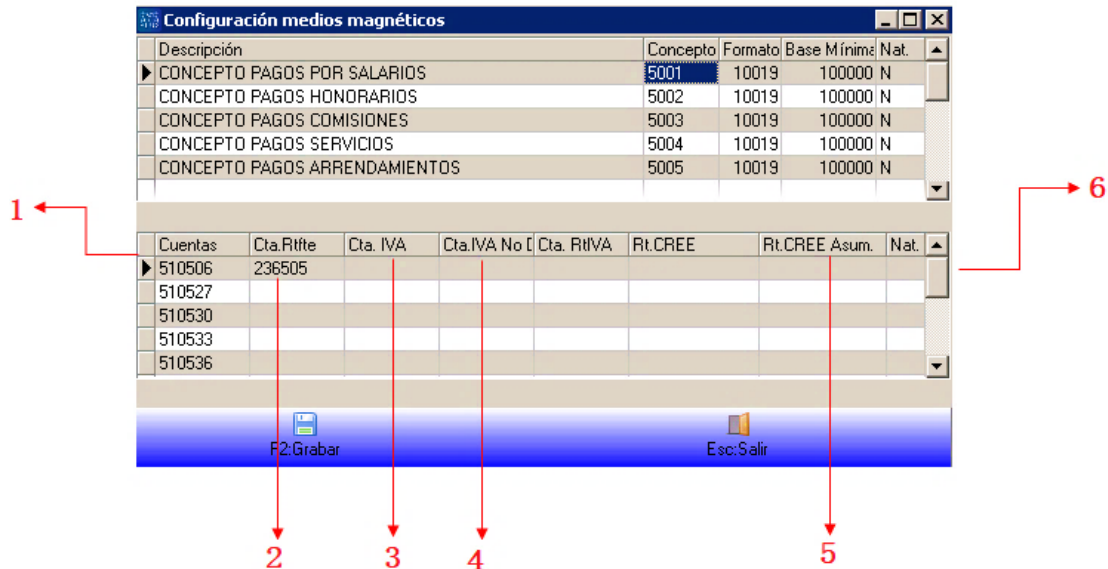 Configuración medios magnéticos
Descripción Concepto Formato Base Mínima Nat.
CONCEPTO PAGOS POR SALARIOS 5001 10019 100000 N
CONCEPTO PAGOS HONORARIOS 5002 10019 100000 N
CONCEPTO PAGOS COMISIONES 5003 10019 100000 N
CONCEPTO PAGOS SERVICIOS 5004 10019 100000 N
CONCEPTO PAGOS ARRENDAMIENTOS 5005 10019 100000 N
1
6
Cuentas Cta.Rtfte Cta. IVA Cta.IVA No D Cta. RtIVA Rt.CREE Rt.CREE Asum. Nat.
510506 236505
510527
510530
510533
510536
F2:Grabar Esc:Salir
2 3 4 5